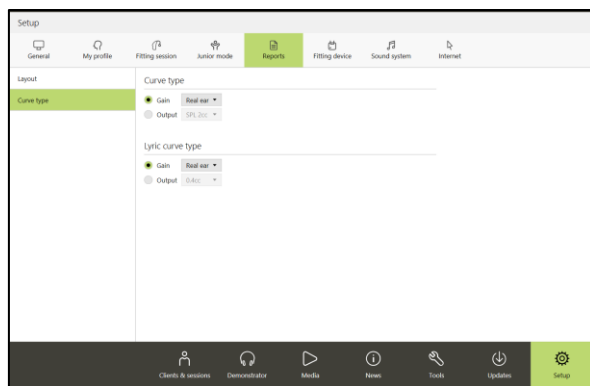 Setup
General My profile Fitting session Junior mode Reports Fitting device Sound system Internet
Layout
Curve type
Curve type
Gain Real ear
Output SPL 2cc
Lyric curve type
Gain Real ear
Output 0.4cc
Clients & sessions Demonstrator Media News Tools Updates Setup